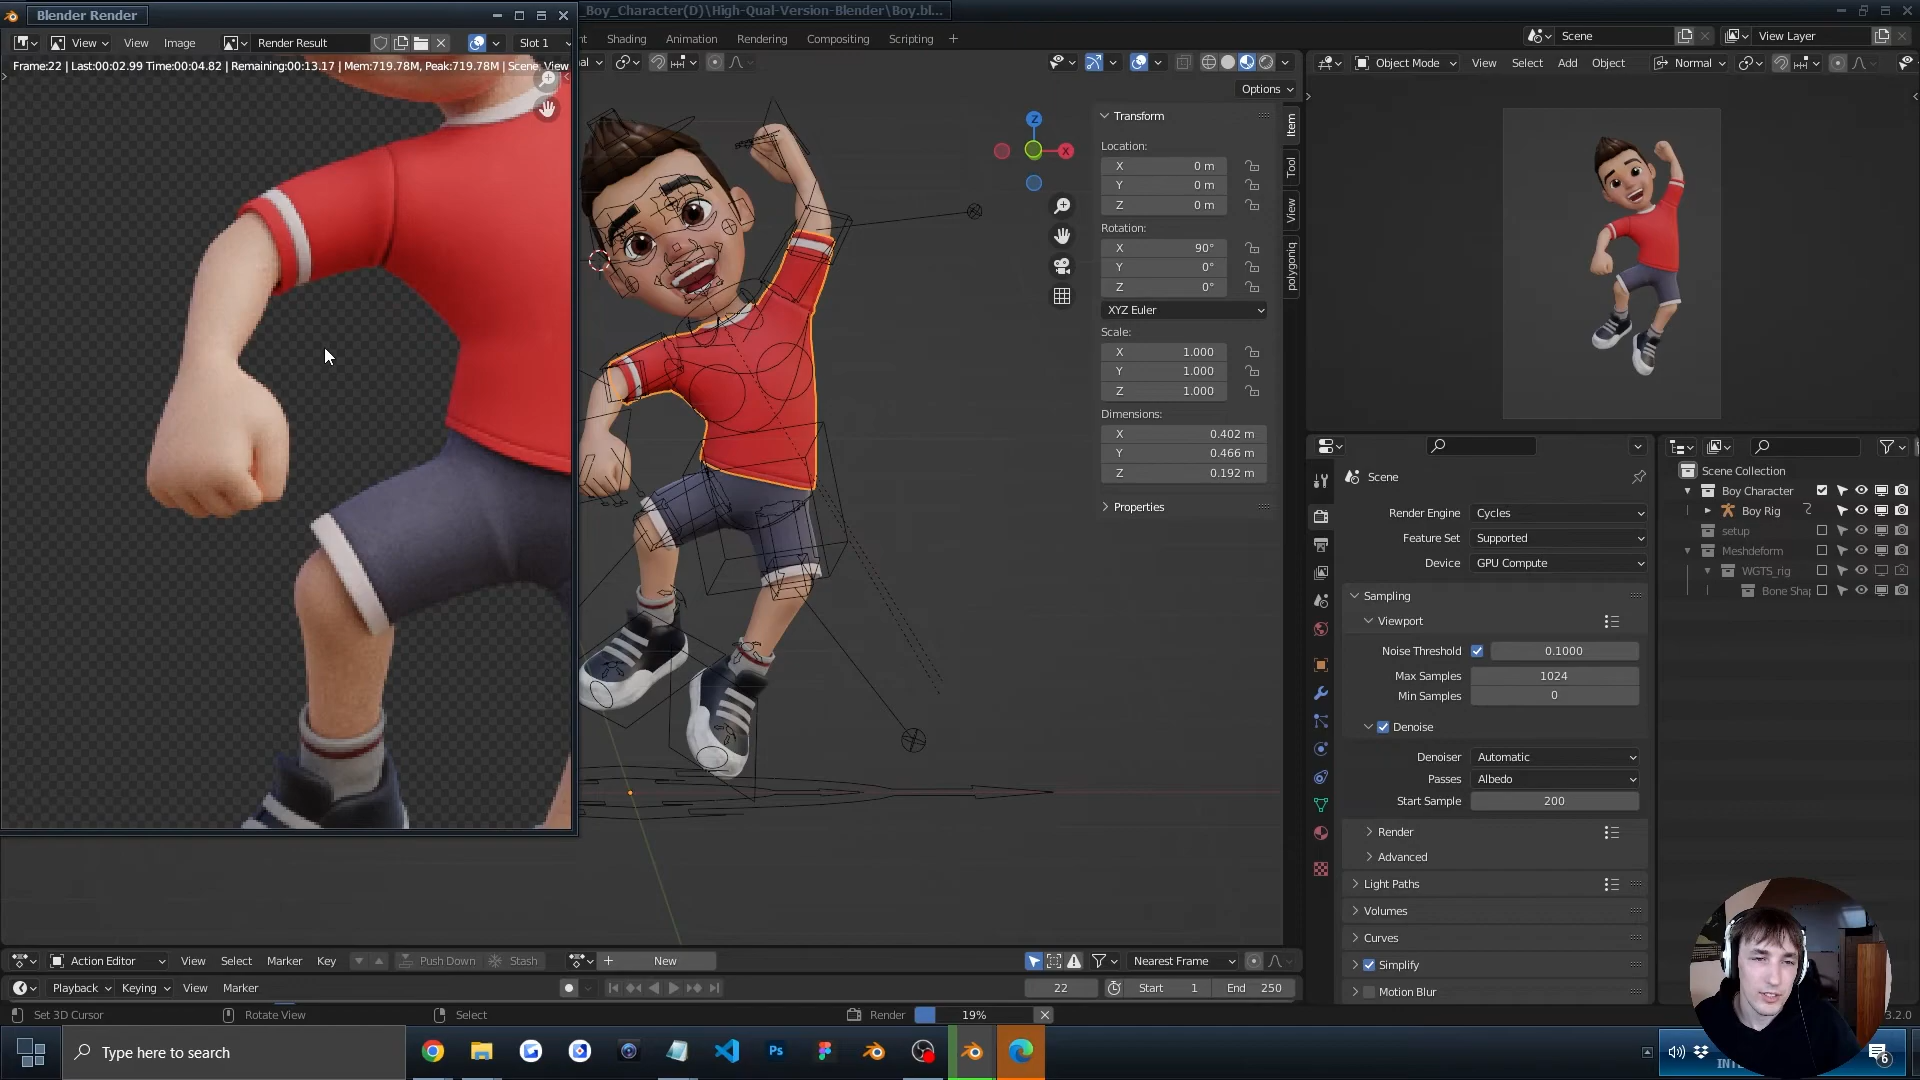 Blender Render
_Boy_Character(D)\High-Qual-Version-Blender\Boy.bl...
View
View
Image
Render Result
Slot 1
Frame:22 | Last:00:02.99 Time:00:04.82 | Remaining:00:13.17 | Mem:719.78M, Peak:719.78M | Scene, View
Shading
Animation
Rendering
Compositing
Scripting
Scene
View Layer
Options
Object Mode
View
Select
Add
Object
Normal
Z
X
Transform
Location:
X 0 m
Y 0 m
Z 0 m
Rotation:
X 90°
Y 0°
Z 0°
XYZ Euler
Scale:
X 1.000
Y 1.000
Z 1.000
Dimensions:
X 0.402 m
Y 0.466 m
Z 0.192 m
Properties
Item
Tool
View
polygoniq
Scene
Render Engine Cycles
Feature Set Supported
Device GPU Compute
Sampling
Viewport
Noise Threshold 0.1000
Max Samples 1024
Min Samples 0
Denoise
Denoiser Automatic
Passes Albedo
Start Sample 200
Render
Advanced
Light Paths
Volumes
Curves
Simplify
Motion Blur
Scene Collection
Boy Character
Boy Rig
setup
Meshdeform
WGTS_rig
Bone Shap
Action Editor
View
Select
Marker
Key
Push Down
Stash
New
Nearest Frame
Playback
Keying
View
Marker
22
Start 1
End 250
Set 3D Cursor
Rotate View
Select
Render 19%
3.2.0
Type here to search
Ps
6